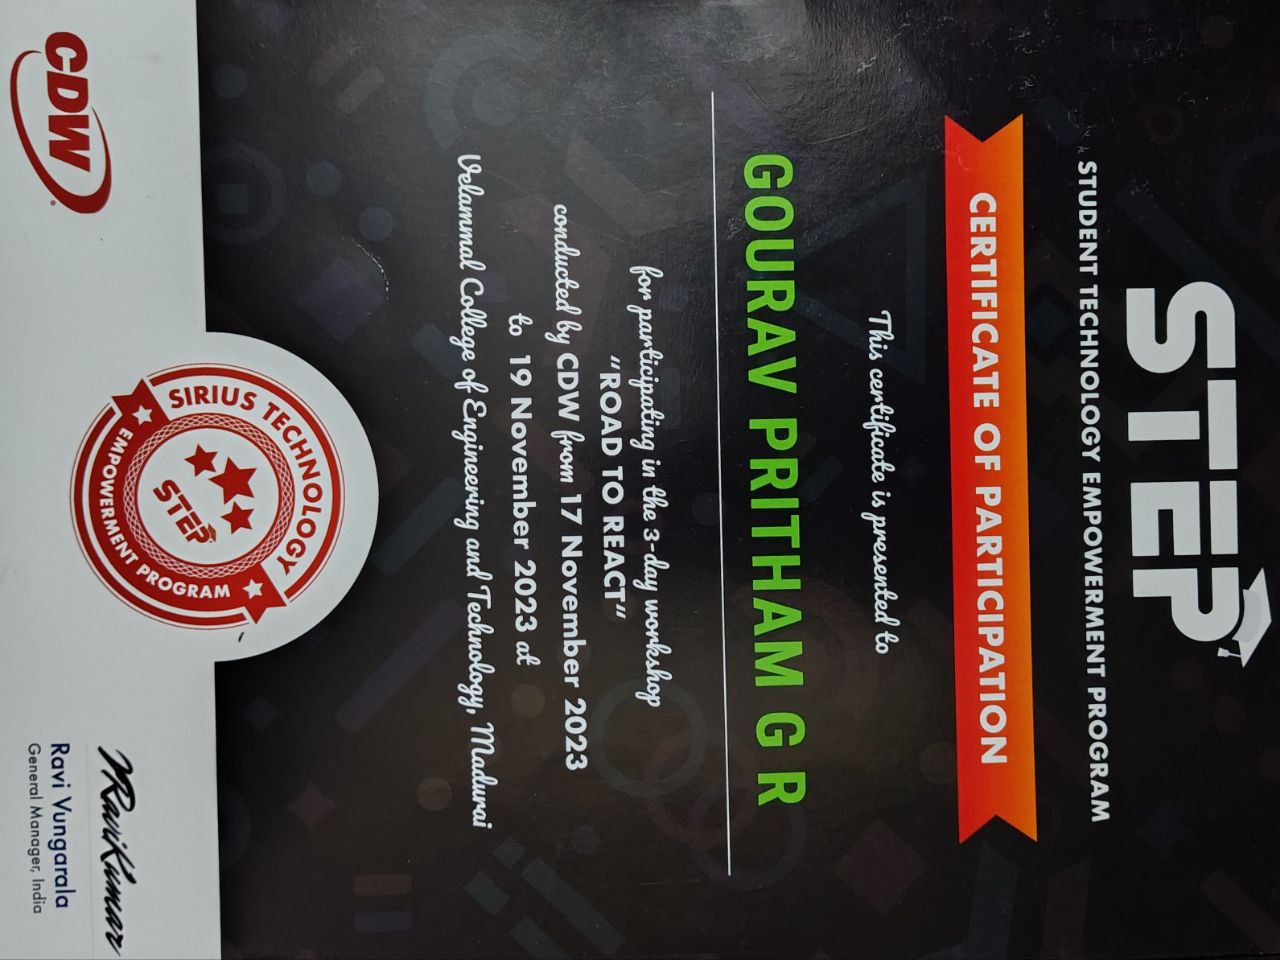 STEP
STUDENT TECHNOLOGY EMPOWERMENT PROGRAM
CERTIFICATE OF PARTICIPATION
This certificate is presented to
GOURAV PRITHAM G R
for participating in the 3-day workshop
“ROAD TO REACT“
conducted by CDW from 17 November 2023
to 19 November 2023 at
Velammal College of Engineering and Technology, Madurai
SIRIUS TECHNOLOGY
STEP
EMPOWERMENT PROGRAM
CDW
VRaviKumar
Ravi Vungarala
General Manager, India